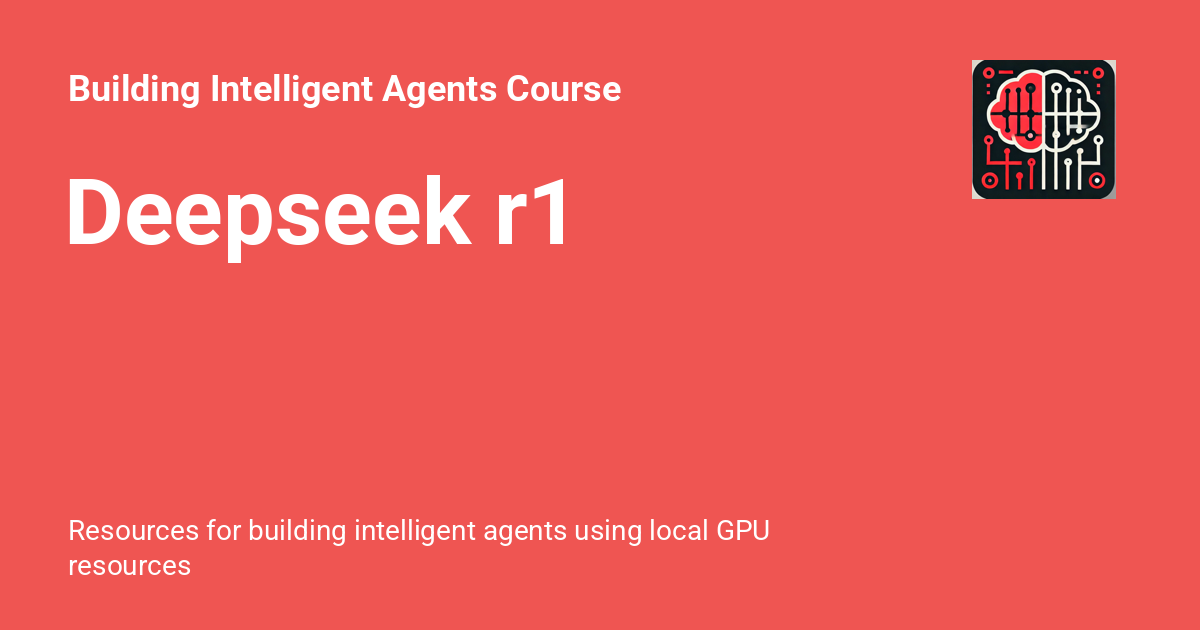 Building Intelligent Agents Course
Deepseek r1
Resources for building intelligent agents using local GPU
resources